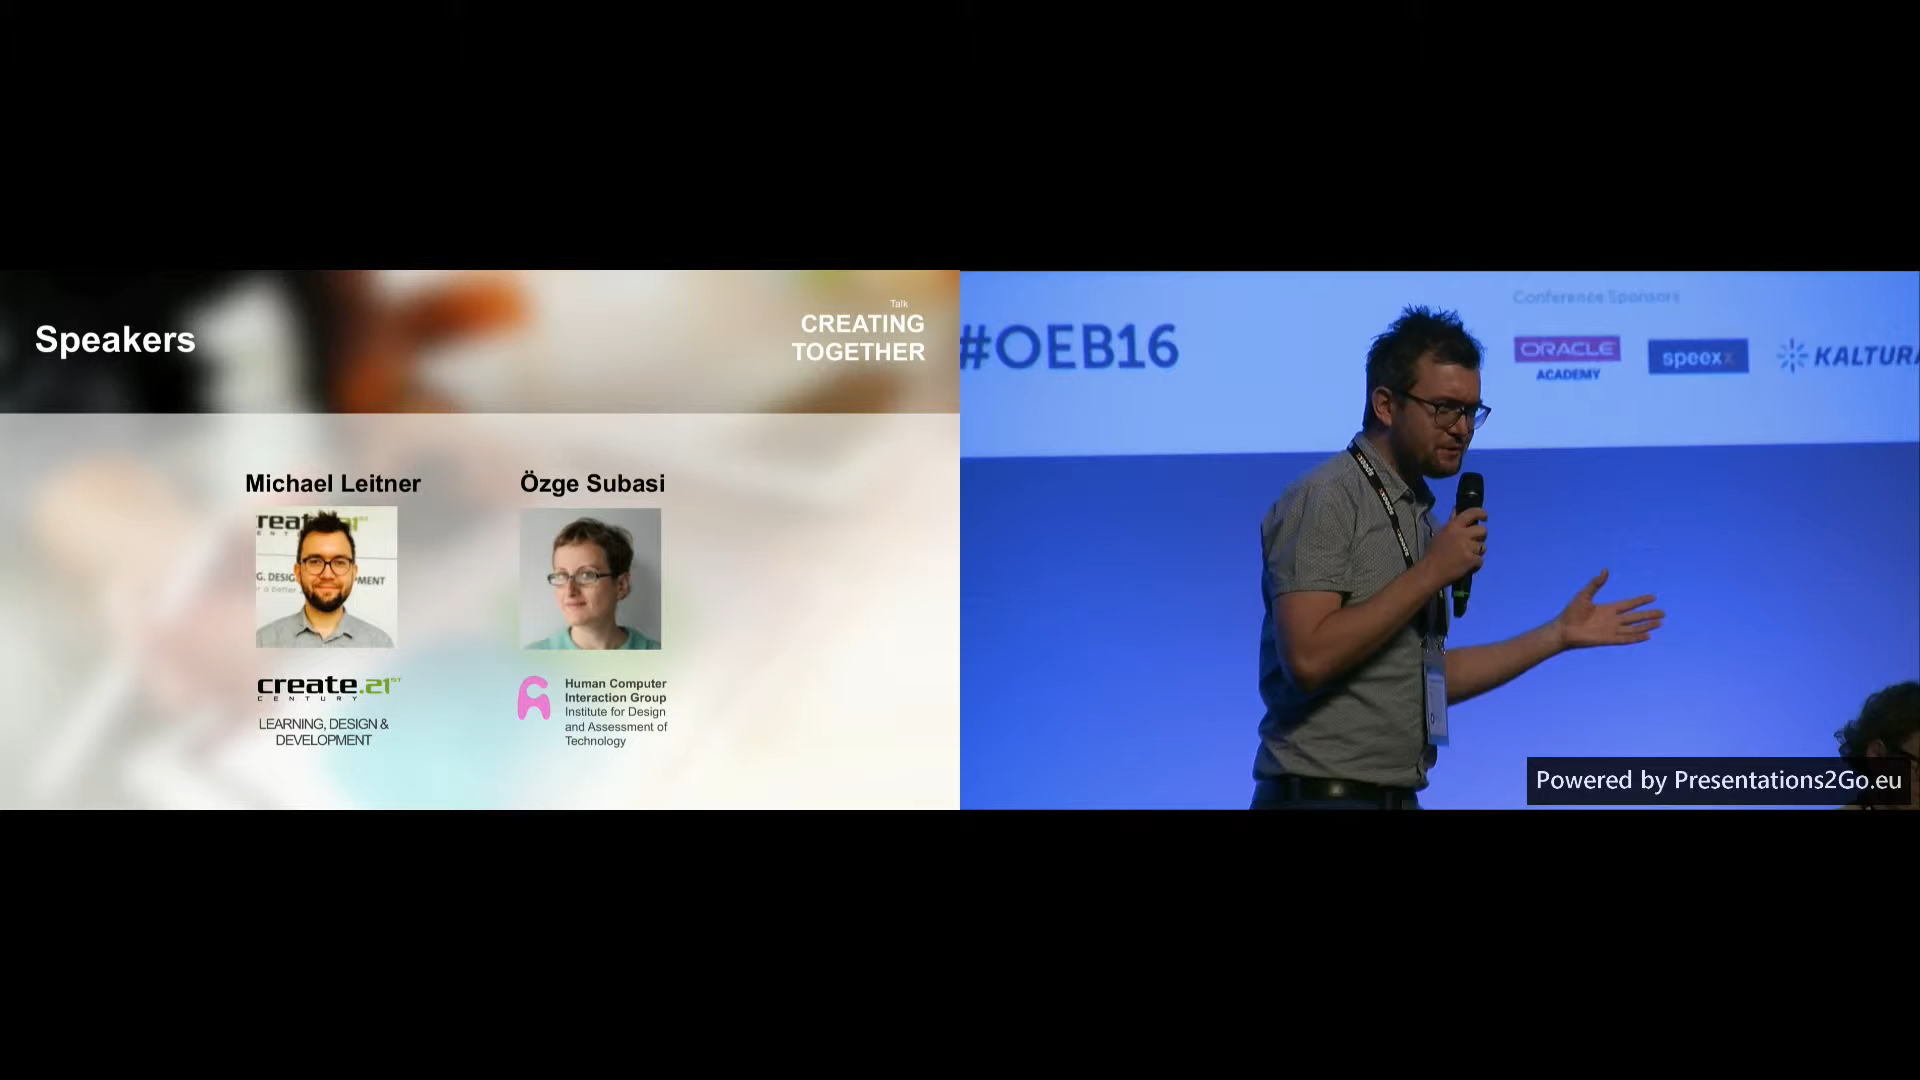 Speakers
Talk
CREATING
TOGETHER
Michael Leitner
Özge Subasi
create.21ST
CENTURY
LEARNING, DESIGN &
DEVELOPMENT
Human Computer
Interaction Group
Institute for Design
and Assessment of
Technology
#OEB16
Conference Sponsors
ORACLE
ACADEMY
speexx
KALTURA
Powered by Presentations2Go.eu